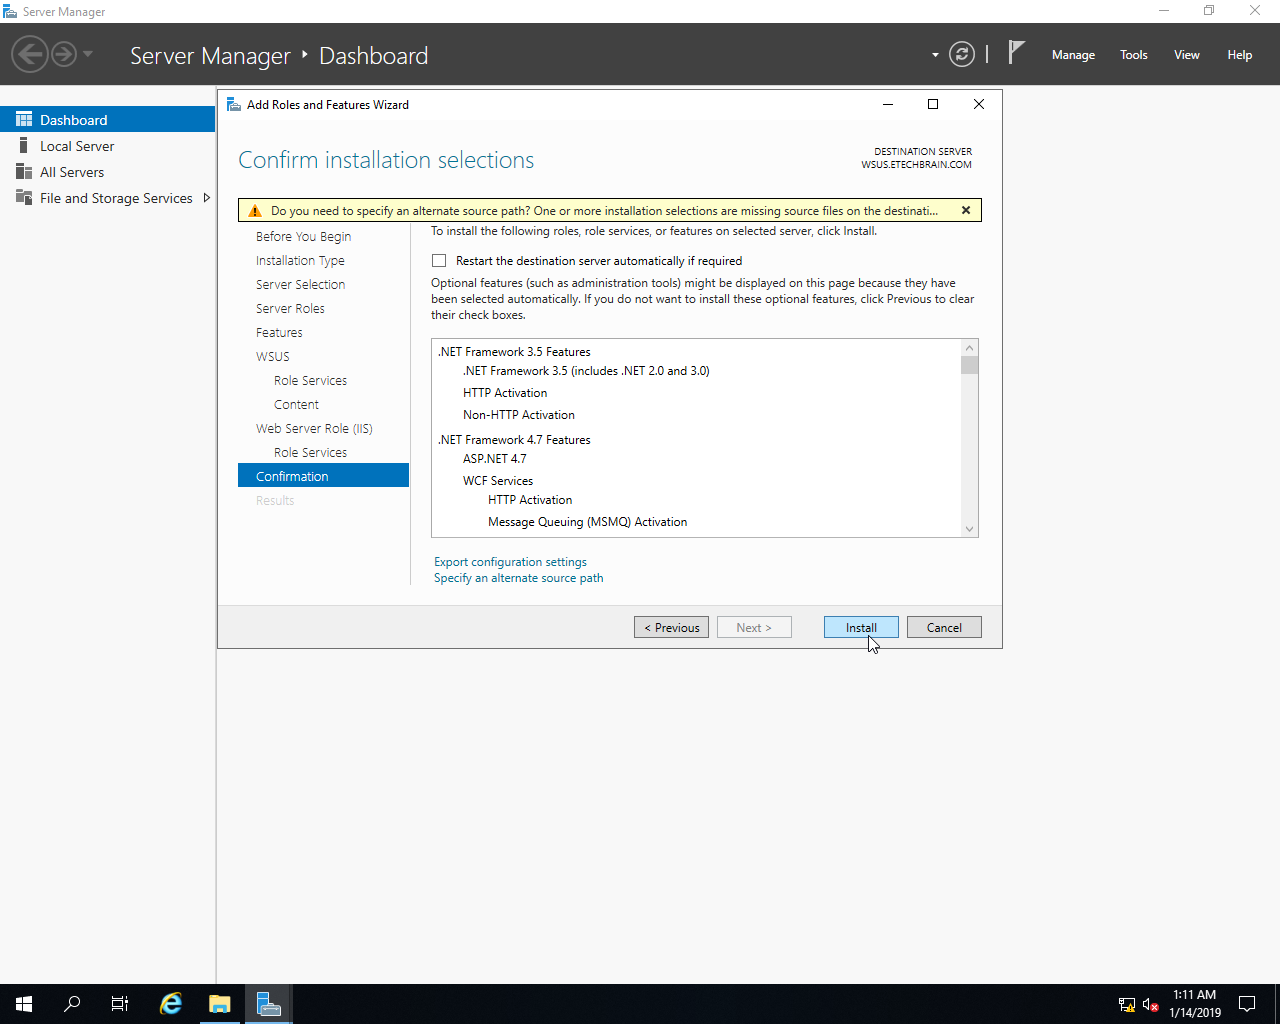 Server Manager
Server Manager
Dashboard
Manage
Tools
View
Help
Dashboard
Local Server
All Servers
File and Storage Services
Add Roles and Features Wizard
Confirm installation selections
DESTINATION SERVER
WSUS.ETECHBRAIN.COM
Do you need to specify an alternate source path? One or more installation selections are missing source files on the destinati...
Before You Begin
Installation Type
Server Selection
Server Roles
Features
WSUS
Role Services
Content
Web Server Role (IIS)
Role Services
Confirmation
Results
To install the following roles, role services, or features on selected server, click Install.
Restart the destination server automatically if required
Optional features (such as administration tools) might be displayed on this page because they have
been selected automatically. If you do not want to install these optional features, click Previous to clear
their check boxes.
.NET Framework 3.5 Features
.NET Framework 3.5 (includes .NET 2.0 and 3.0)
HTTP Activation
Non-HTTP Activation
.NET Framework 4.7 Features
ASP.NET 4.7
WCF Services
HTTP Activation
Message Queuing (MSMQ) Activation
Export configuration settings
Specify an alternate source path
< Previous
Next >
Install
Cancel
1:11 AM
1/14/2019